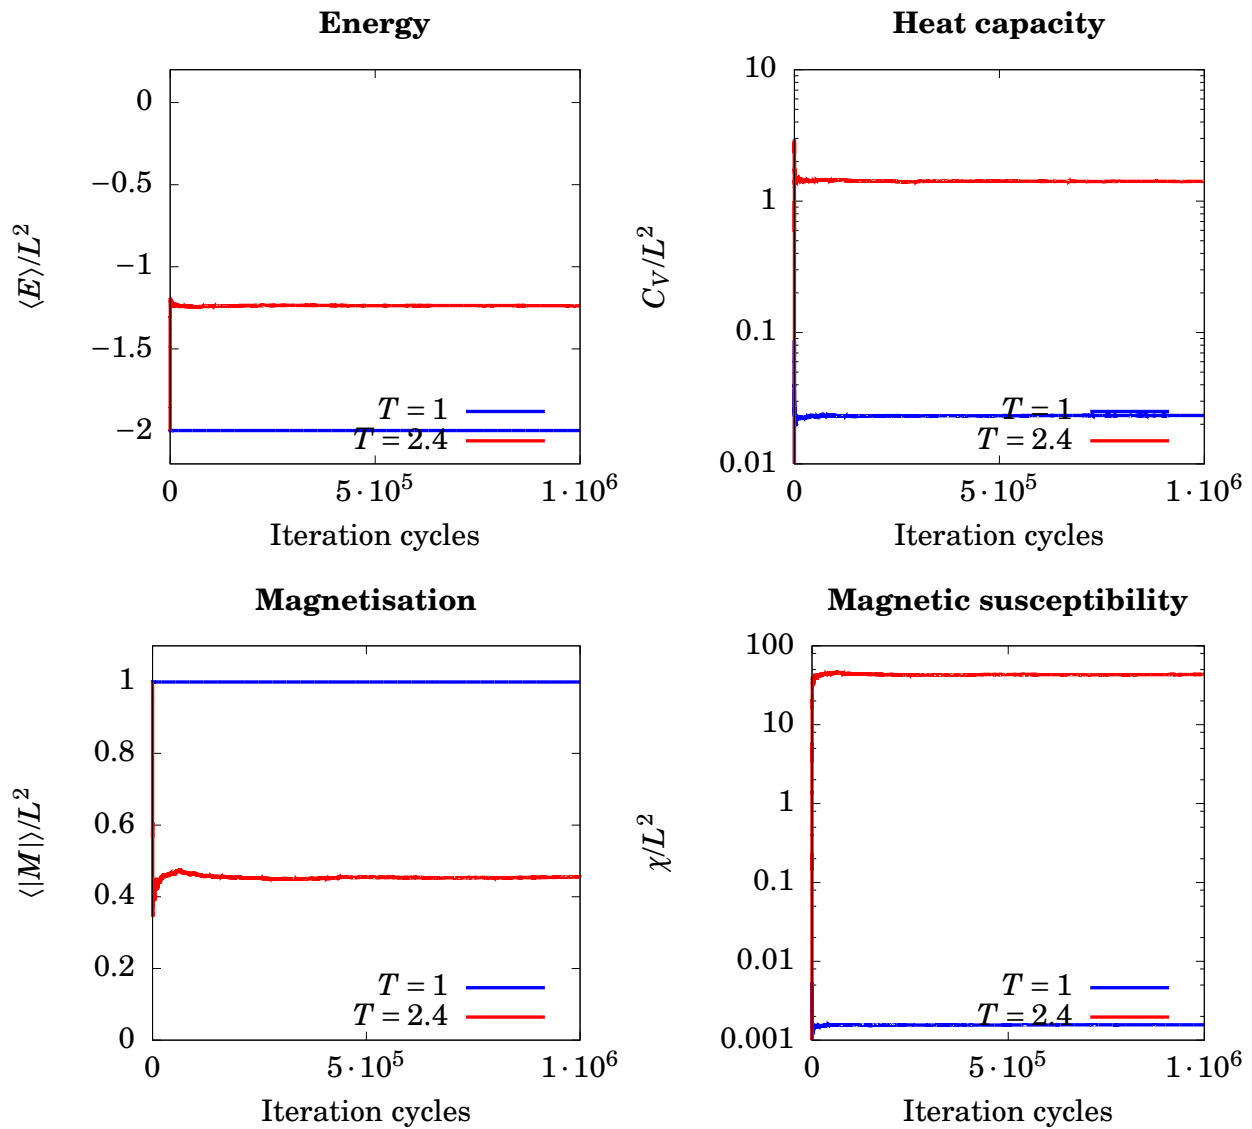 Energy
⟨E⟩/L²
0
−0.5
−1
−1.5
−2
T = 1
T = 2.4
0
5·10⁵
1·10⁶
Iteration cycles
Heat capacity
C_V/L²
10
1
0.1
0.01
T = 1
T = 2.4
0
5·10⁵
1·10⁶
Iteration cycles
Magnetisation
⟨|M|⟩/L²
1
0.8
0.6
0.4
0.2
0
T = 1
T = 2.4
0
5·10⁵
1·10⁶
Iteration cycles
Magnetic susceptibility
χ/L²
100
10
1
0.1
0.01
0.001
T = 1
T = 2.4
0
5·10⁵
1·10⁶
Iteration cycles